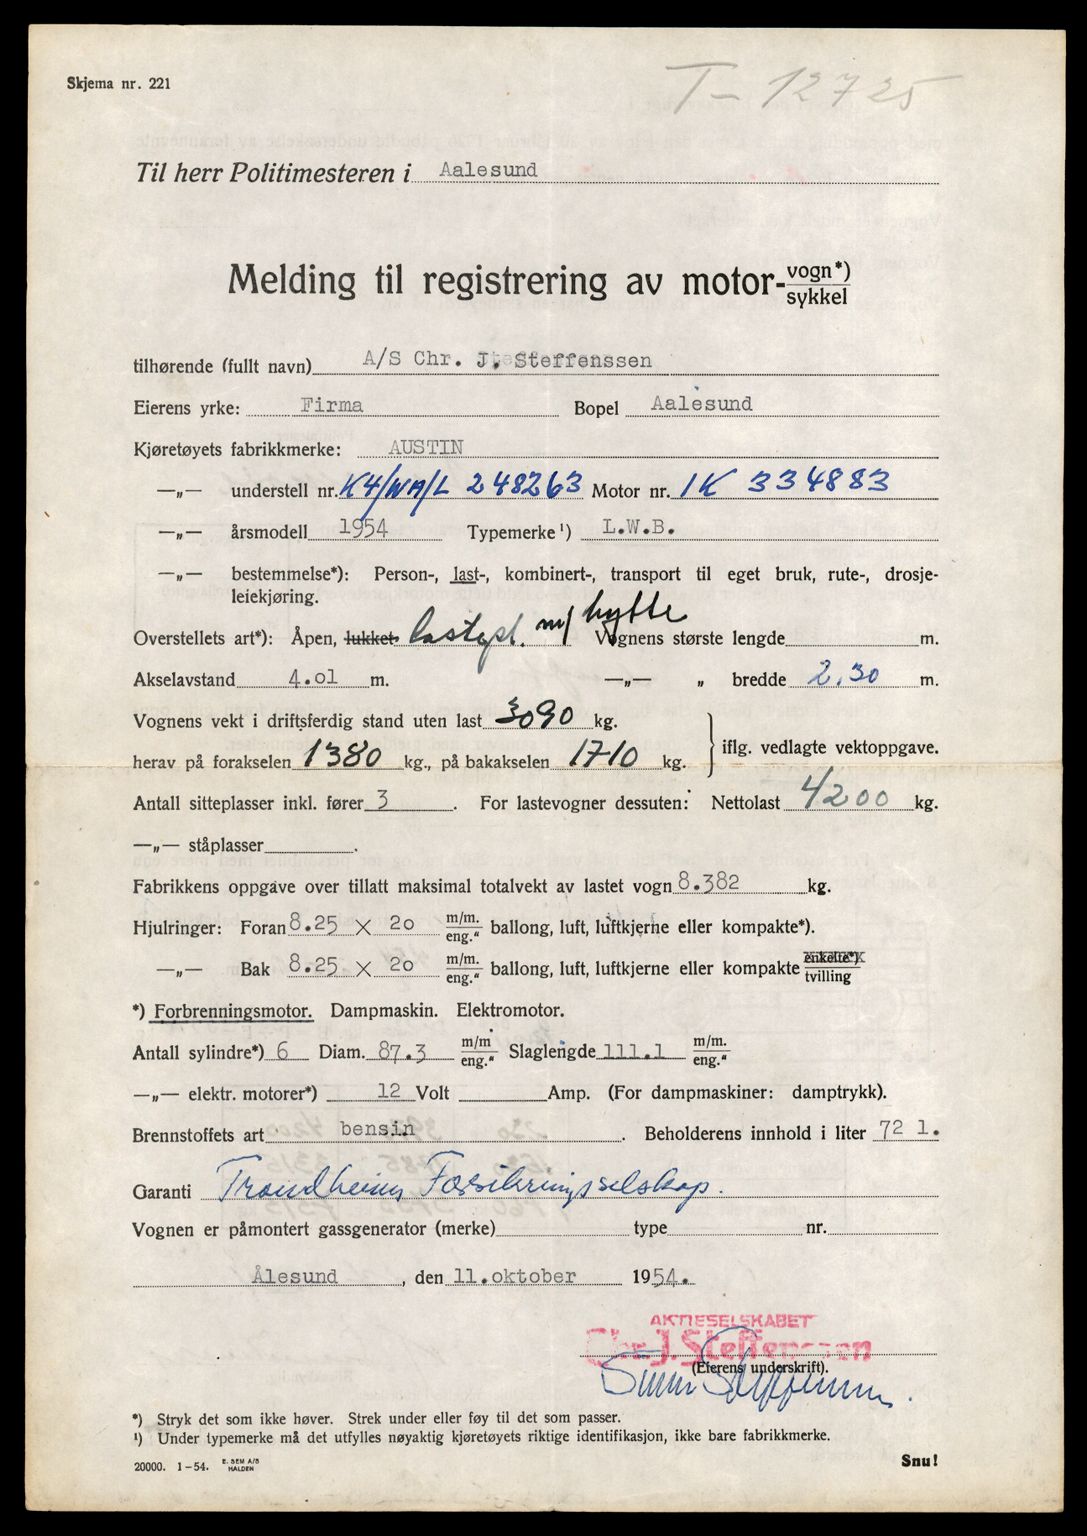 Skjema nr. 221
T-12725
Til herr Politimesteren i Aalesund
Melding til registrering av motor- vogn*) sykkel
tilhørende (fullt navn) A/S Chr. J. Steffenssen
Eierens yrke: Firma Bopel Aalesund
Kjøretøyets fabrikkmerke: AUSTIN
—„— understell nr. K4/WA/L 248263 Motor nr. 1K 334883
—„— årsmodell 1954 Typemerke¹) L.W.B.
—„— bestemmelse*): Person-, last-, kombinert-, transport til eget bruk, rute-, drosje-
leiekjøring.
Overstellets art*): Åpen, lukket m/ hytte Vognens største lengde m.
Akselavstand 4.01 m. —„— „ bredde 2.30 m.
Vognens vekt i driftsferdig stand uten last 3090 kg.
herav på forakselen 1380 kg., på bakakselen 1710 kg. iflg. vedlagte vektoppgave.
Antall sitteplasser inkl. fører 3. For lastevogner dessuten: Nettolast 4200 kg.
—„— ståplasser .
Fabrikkens oppgave over tillatt maksimal totalvekt av lastet vogn 8.382 kg.
Hjulringer: Foran 8.25 X 20 m/m. eng." ballong, luft, luftkjerne eller kompakte*).
—„— Bak 8.25 X 20 m/m. eng." ballong, luft, luftkjerne eller kompakte enkelte*) tvilling
*) Forbrenningsmotor. Dampmaskin. Elektromotor.
Antall sylindre*) 6 Diam. 87.3 m/m eng." Slaglengde 111.1 m/m. eng."
—„— elektr. motorer*) 12 Volt Amp. (For dampmaskiner: damptrykk).
Brennstoffets art bensin. Beholderens innhold i liter 72 l.
Garanti Trondheims Forsikringsselskap.
Vognen er påmontert gassgenerator (merke) type nr.
Ålesund, den 11.oktober 1954.
AKTIESELSKABET
Chr. J. Steffenssen
(Eierens underskrift).
*) Stryk det som ikke høver. Strek under eller føy til det som passer.
¹) Under typemerke må det utfylles nøyaktig kjøretøyets riktige identifikasjon, ikke bare fabrikkmerke.
20000. 1-54. E. SEM A/S HALDEN
Snu!